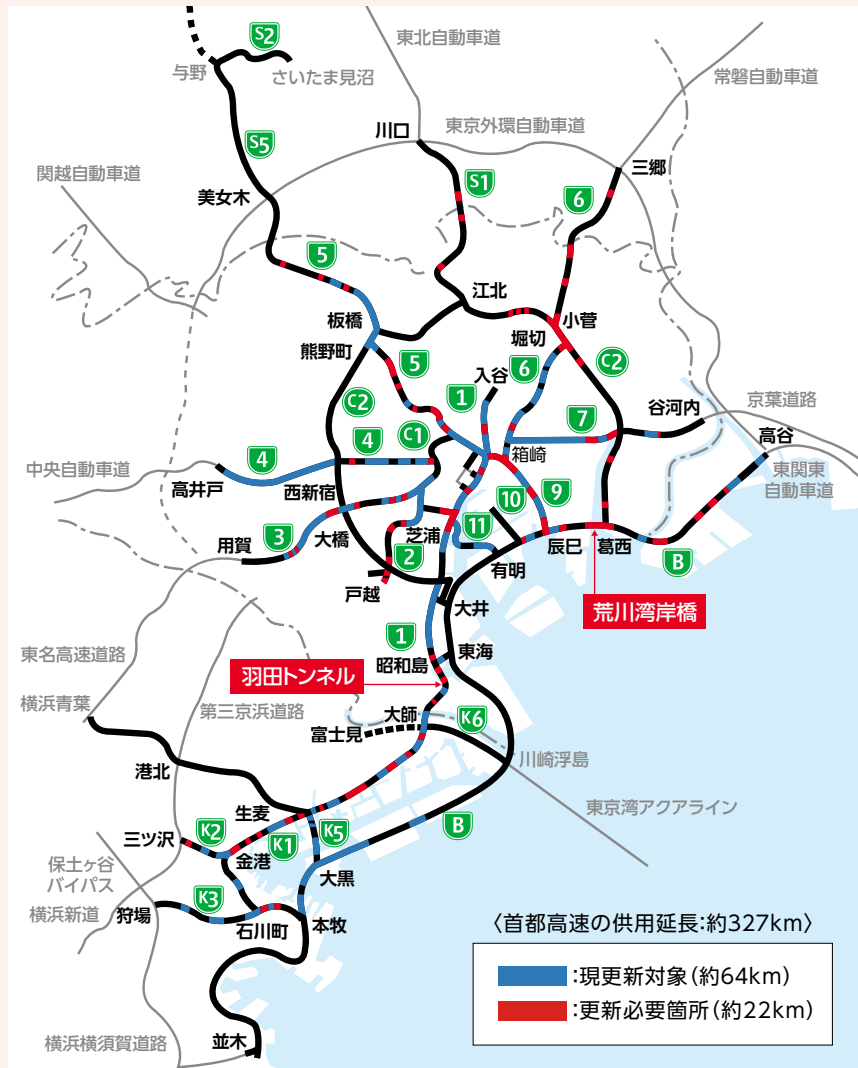 S2
東北自動車道
与野
さいたま見沼
常磐自動車道
川口
東京外環自動車道
S5
三郷
関越自動車道
S1
6
美女木
5
江北
板橋
小菅
堀切
熊野町
5
入谷
6
C2
1
C2
谷河内
京葉道路
C1
7
高谷
4
箱崎
中央自動車道
4
東関東
自動車道
高井戸
西新宿
10
9
3
大橋
芝浦
11
用賀
2
有明
辰巳
葛西
B
戸越
大井
荒川湾岸橋
1
東名高速道路
昭和島
東海
羽田トンネル
横浜青葉
第三京浜道路
大師
K6
富士見
川崎浮島
港北
生麦
東京湾アクアライン
三ツ沢
K2
K1
K5
B
金港
保土ヶ谷
バイパス
大黒
K3
横浜新道
狩場
石川町
本牧
〈首都高速の供用延長:約327km〉
:現更新対象(約64km)
:更新必要箇所(約22km)
横浜横須賀道路
並木